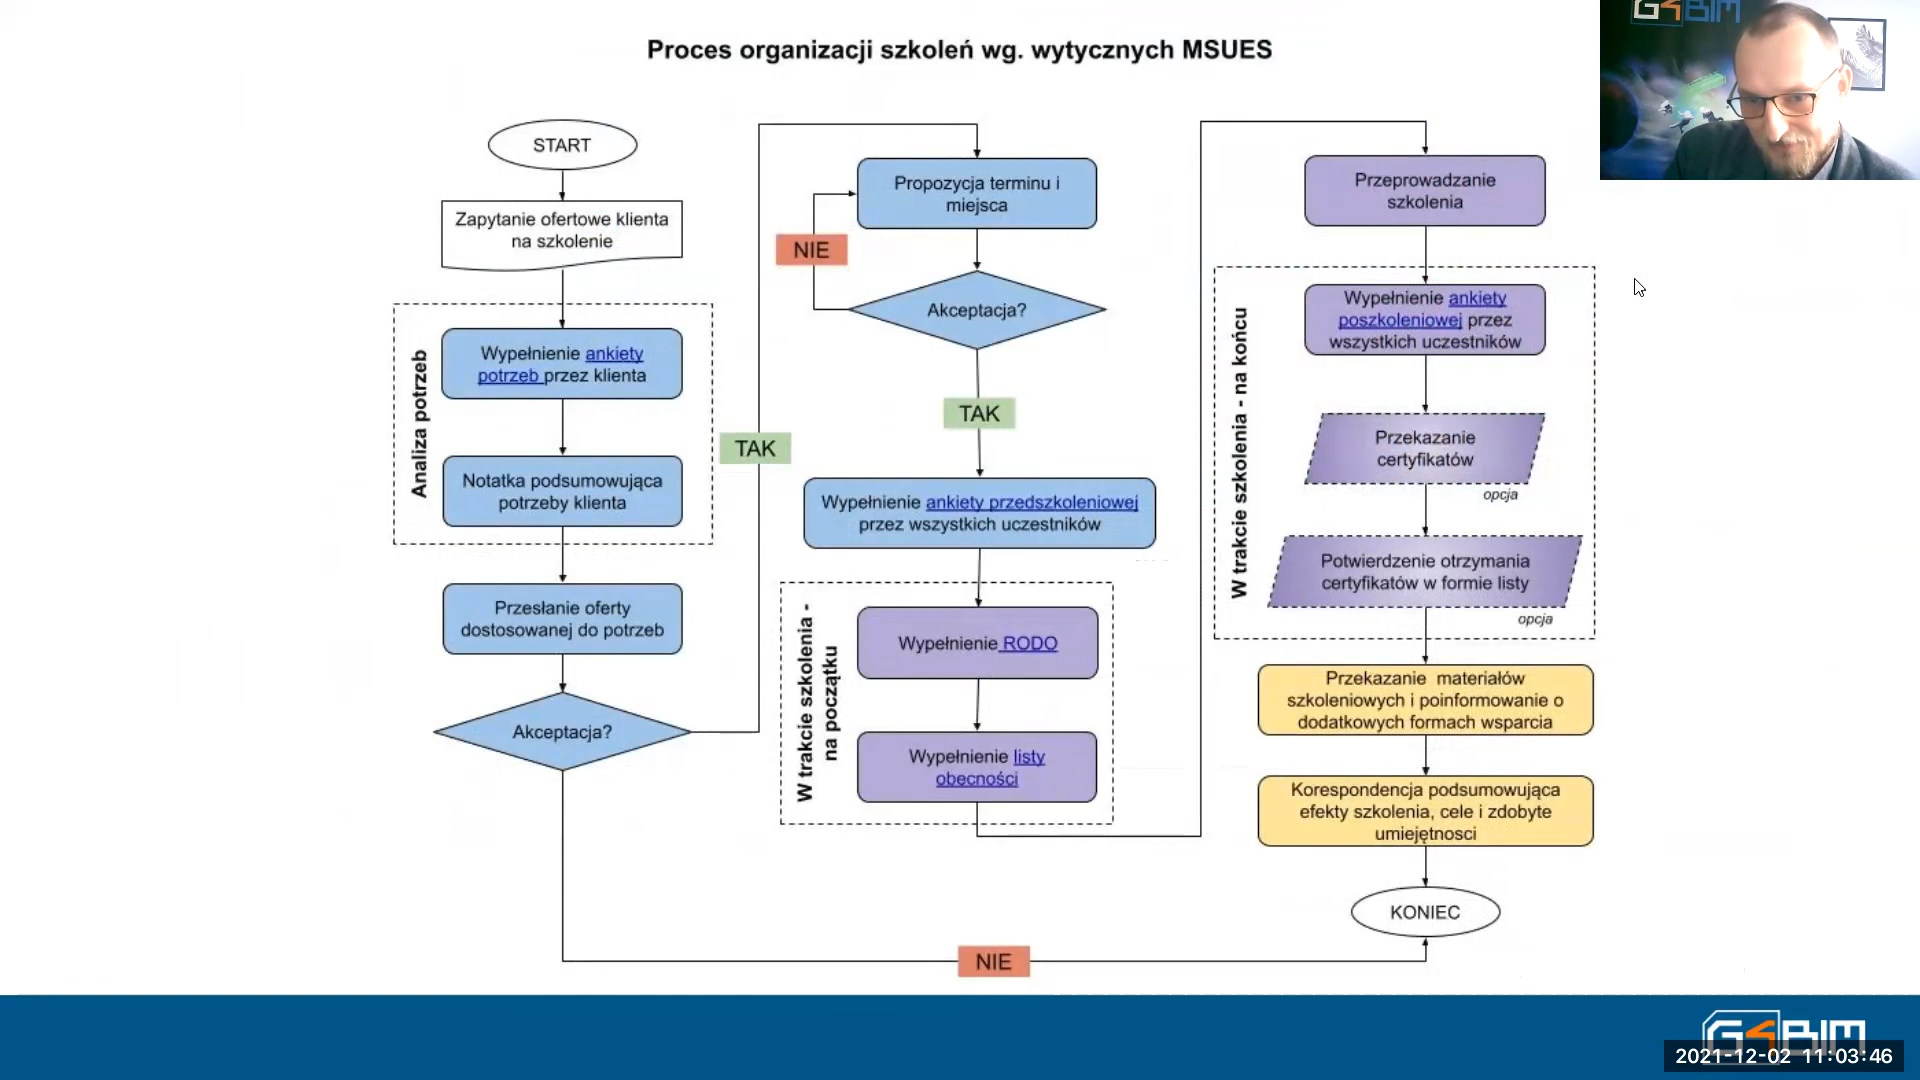 Proces organizacji szkoleń wg. wytycznych MSUES
START
Zapytanie ofertowe klienta
na szkolenie
Analiza potrzeb
Wypełnienie ankiety
potrzeb przez klienta
Notatka podsumowująca
potrzeby klienta
Przesłanie oferty
dostosowanej do potrzeb
Akceptacja?
TAK
NIE
Propozycja terminu i
miejsca
NIE
Akceptacja?
TAK
Wypełnienie ankiety przedszkoleniowej
przez wszystkich uczestników
W trakcie szkolenia -
na początku
Wypełnienie RODO
Wypełnienie listy
obecności
Przeprowadzanie
szkolenia
W trakcie szkolenia - na końcu
Wypełnienie ankiety
poszkoleniowej przez
wszystkich uczestników
Przekazanie
certyfikatów
opcja
Potwierdzenie otrzymania
certyfikatów w formie listy
opcja
Przekazanie materiałów
szkoleniowych i poinformowanie o
dodatkowych formach wsparcia
Korespondencja podsumowująca
efekty szkolenia, cele i zdobyte
umiejętnosci
KONIEC
G4BIM
G4BIM
2021-12-02 11:03:46